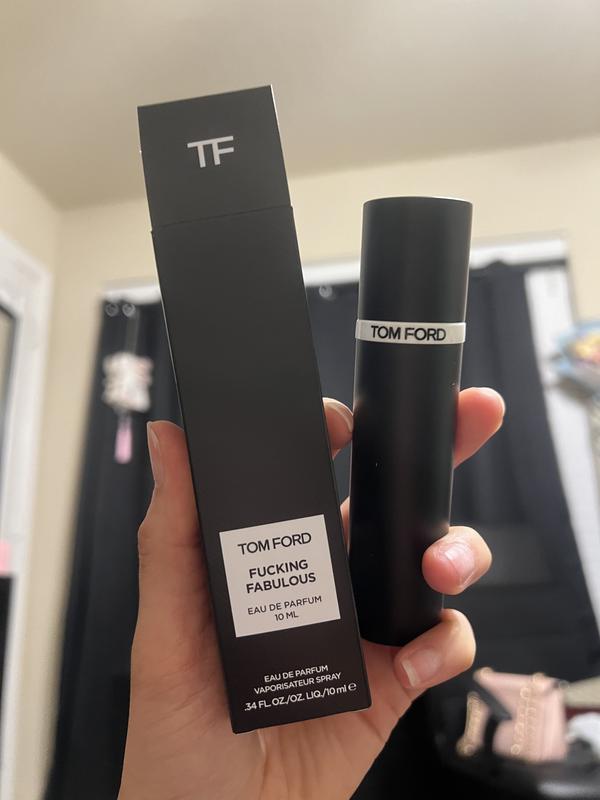 TF
TOM FORD
TOM FORD
FUCKING
FABULOUS
EAU DE PARFUM
10 ML
EAU DE PARFUM
VAPORISATEUR SPRAY
.34 FL.OZ./OZ. LIQ./10 ml ℮